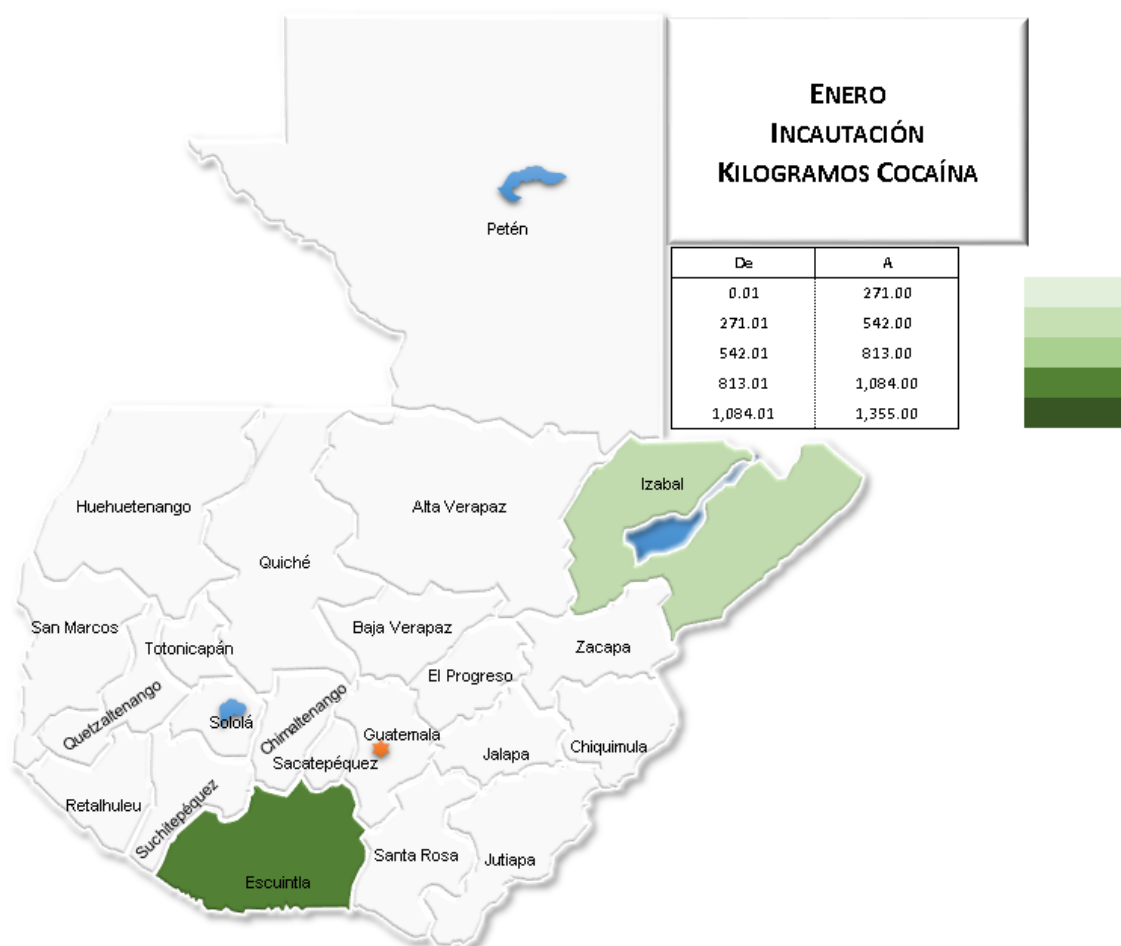 ENERO
INCAUTACIÓN
KILOGRAMOS COCAÍNA
De A
0.01 271.00
271.01 542.00
542.01 813.00
813.01 1,084.00
1,084.01 1,355.00
Petén
Izabal
Huehuetenango
Alta Verapaz
Quiché
San Marcos
Baja Verapaz
Totonicapán
Zacapa
El Progreso
Quetzaltenango
Sololá
Chimaltenango
Guatemala
Sacatepéquez
Jalapa
Chiquimula
Retalhuleu
Suchitepéquez
Santa Rosa
Jutiapa
Escuintla